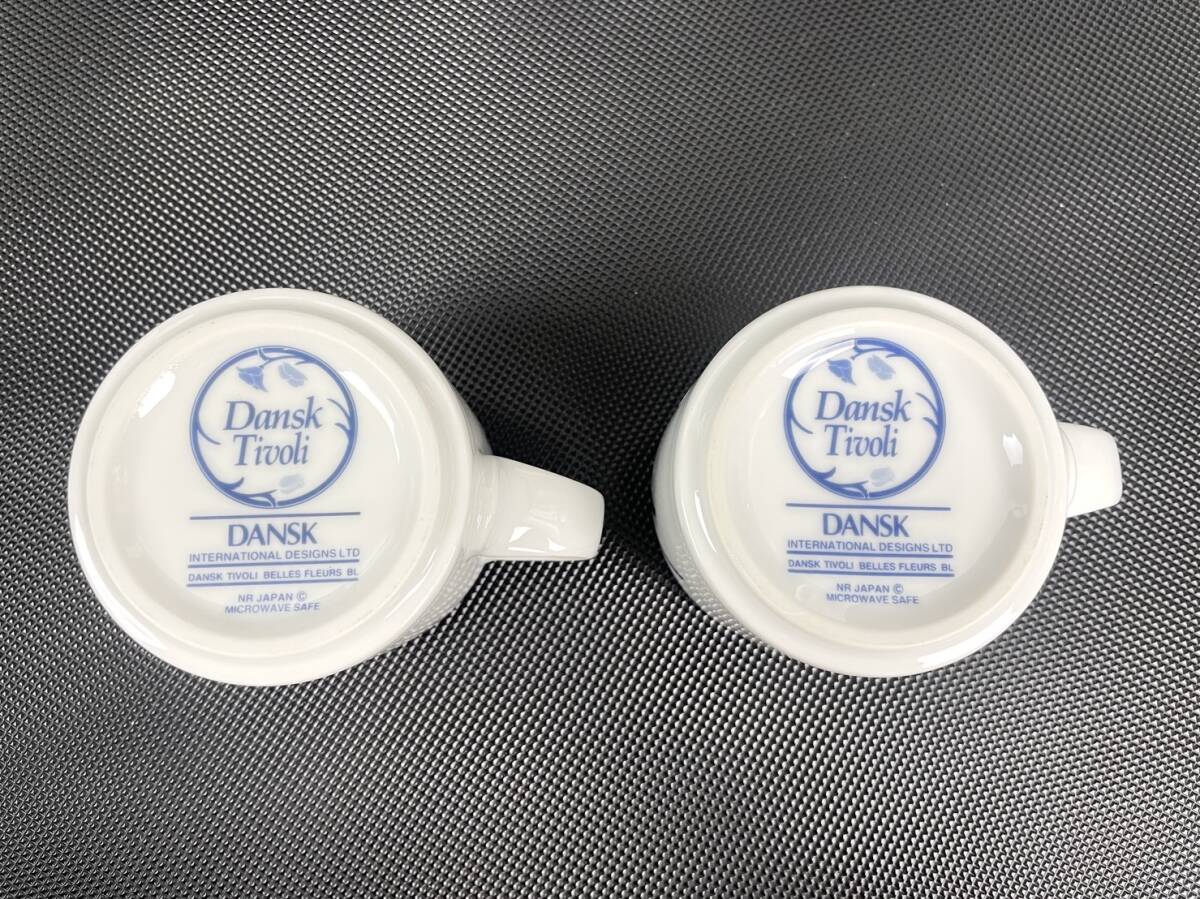 Dansk
Tivoli
DANSK
INTERNATIONAL DESIGNS LTD
DANSK TIVOLI BELLES FLEURS BL
NR JAPAN ©
MICROWAVE SAFE
Dansk
Tivoli
DANSK
INTERNATIONAL DESIGNS LTD
DANSK TIVOLI BELLES FLEURS BL
NR JAPAN ©
MICROWAVE SAFE